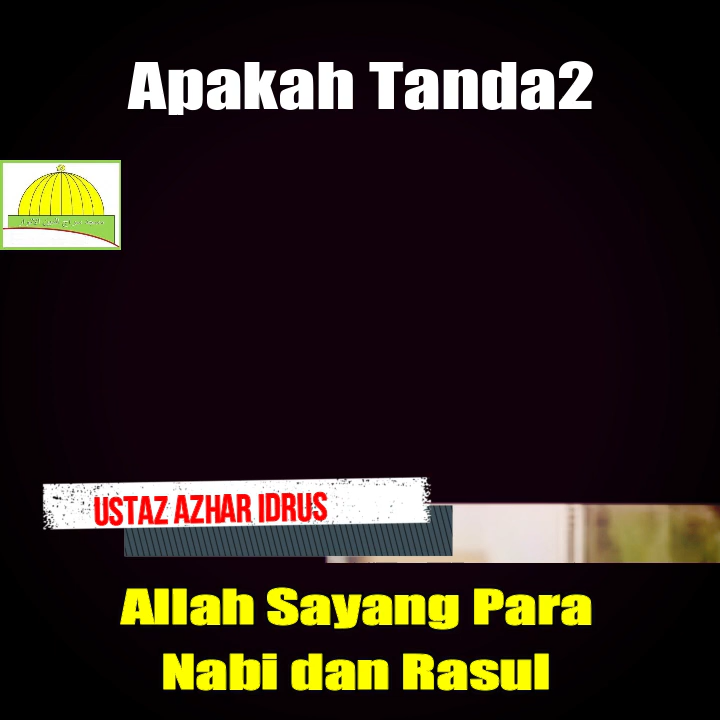 Apakah Tanda2
USTAZ AZHAR IDRUS
Allah Sayang Para
Nabi dan Rasul